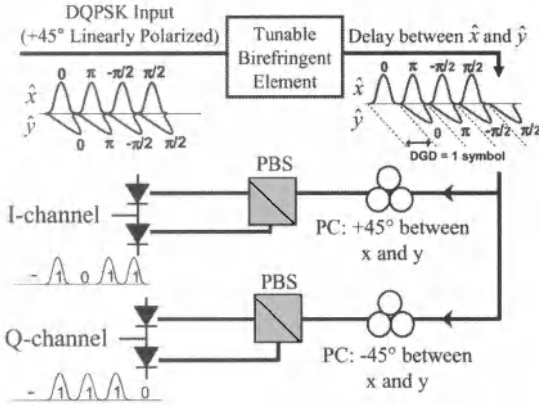 DQPSK Input
(+45° Linearly Polarized)
Tunable
Birefringent
Element
Delay between x̂ and ŷ
0 π -π/2 π/2
x̂
ŷ
0 π -π/2 π/2
0 π -π/2 π/2
x̂
ŷ
0 π -π/2 π/2
DGD = 1 symbol
PBS
I-channel
PC: +45° between
x and y
- 1 0 1 1
PBS
Q-channel
PC: -45° between
x and y
- 1 1 1 0